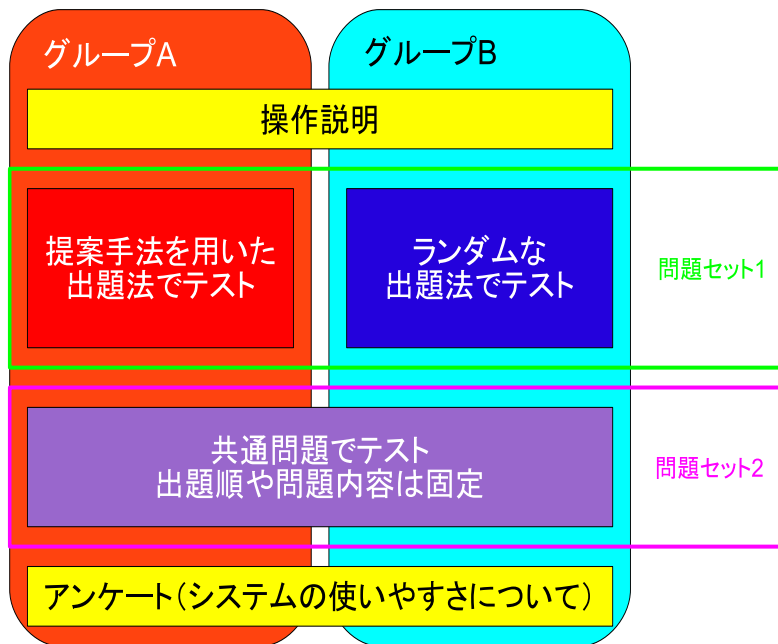 グループA
グループB
操作説明
提案手法を用いた
出題法でテスト
ランダムな
出題法でテスト
問題セット1
共通問題でテスト
出題順や問題内容は固定
問題セット2
アンケート(システムの使いやすさについて)